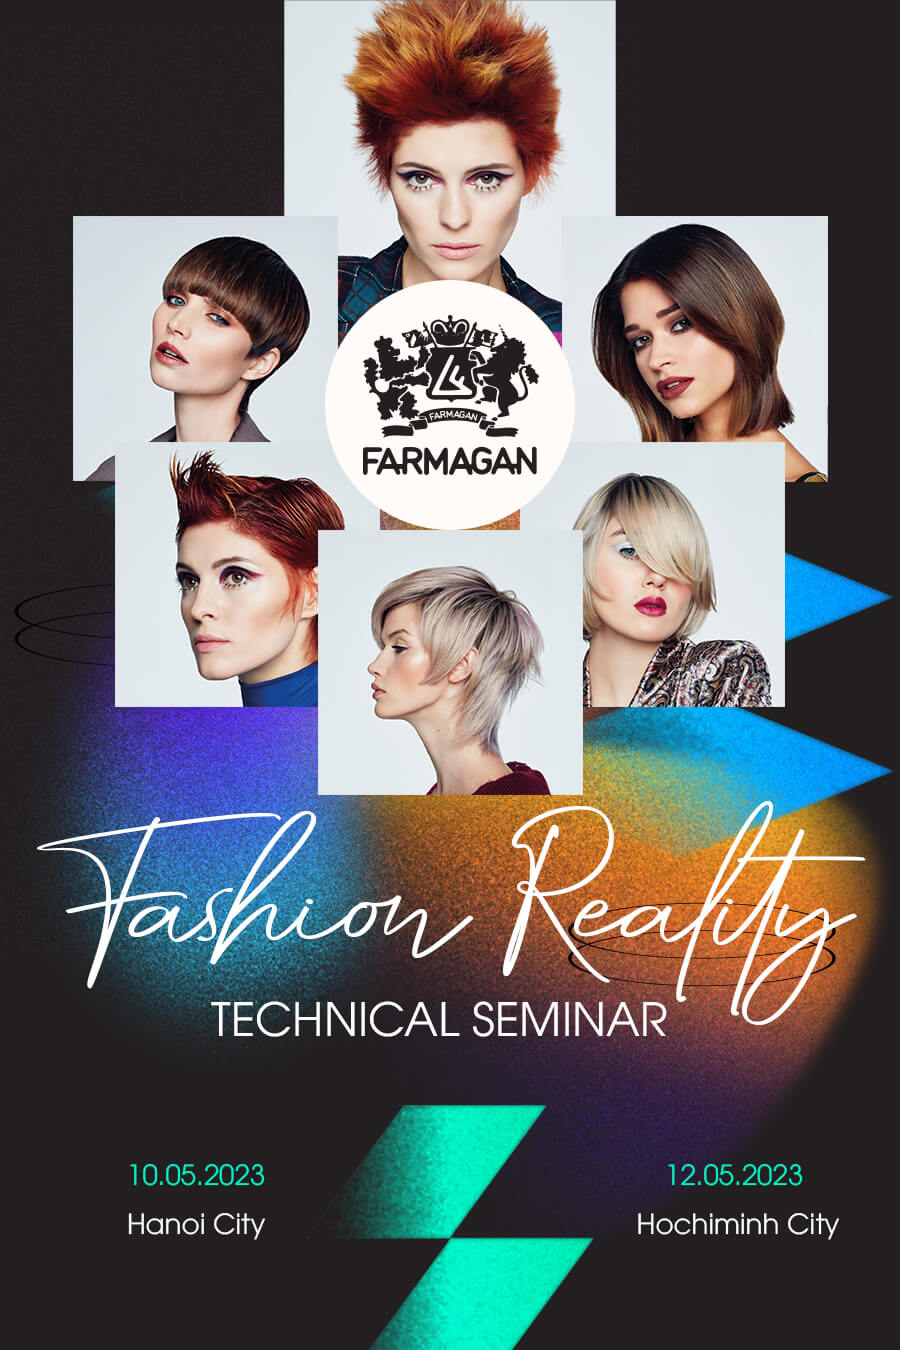 FARMAGAN
FARMAGAN
Fashion Reality
TECHNICAL SEMINAR
10.05.2023
Hanoi City
12.05.2023
Hochiminh City